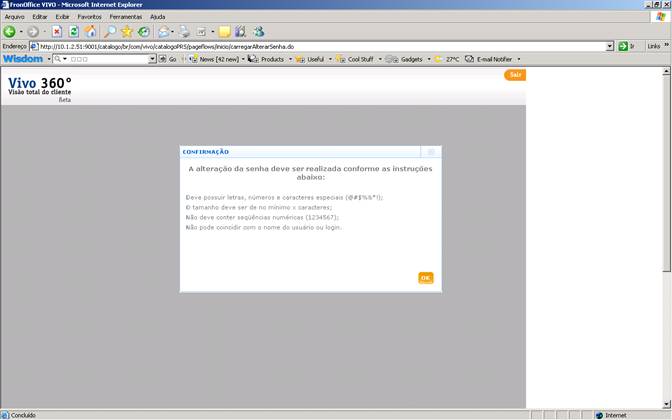 FronOffice VIVO - Microsoft Internet Explorer
Arquivo Editar Exibir Favoritos Ferramentas Ajuda
Endereço http://10.1.2.51:9001/catalogo/br/com/vivo/catalogoPRS/pageflows/inicio/carregarAlterarSenha.do Ir Links »
Wisdom Go News [42 new] Products Useful Cool Stuff Gadgets 27°C E-mail Notifier
Vivo 360°
Visão total do cliente
Beta
Sair
CONFIRMAÇÃO
A alteração da senha deve ser realizada conforme as instruções
abaixo:
Deve possuir letras, números e caracteres especiais (@#$%&*!);
O tamanho deve ser de no mínimo x caracteres;
Não deve conter seqüências numéricas (1234567);
Não pode coincidir com o nome do usuário ou login.
OK
Concluído Internet